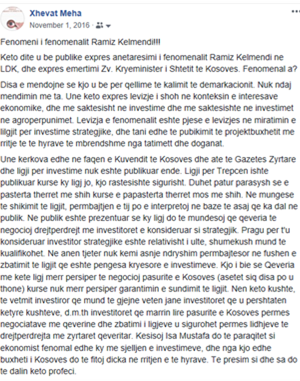 Xhevat Meha
November 1, 2016
Fenomeni i fenomenalit Ramiz Kelmendi!!!
Keto dite u be publike expres anetaresimi i fenomenalit Ramiz Kelmendi ne
LDK, dhe expres emertimi Zv. Kryeminister i Shtetit te Kosoves. Fenomenal a?
Disa e mendojne se kjo u be per qellime te kalimit te demarkacionit. Nuk ndaj
mendimin me ta. Une keto expres levizje i shoh ne konteksin e interesave
ekonomike, dhe me saktesisht ne investime dhe me saktesishte ne investimet
ne agroperpunimet. Levizja e fenomenalit eshte pjese e levizjes ne miratimin e
liligjit per investime strategjike, dhe tani edhe te pubikimit te projektbuxhetit me
rritje te te hyrave te mbrendshme nga tatimett dhe doganat.
Une kerkova edhe ne faqen e Kuvendit te Kosoves dhe ate te Gazetes Zyrtare
dhe ligji per investime nuk eshte publikuar ende. Ligji per Trepcen ishte
publikuar kurse ky ligj jo, kjo rastesishte sigurisht. Duhet patur parasysh se e
pasterta therret me shih kurse e papasterta therret mos me shih. Ne mungese
te shikimit te ligjit, permbajtjen e tij po e interpretoj ne baze te asaj qe ka dal ne
publik. Ne publik eshte prezentuar se ky ligj do te mundesoj qe qeveria te
negocioj drejtperdrejt me investitoret e konsideruar si strategjik. Pragu per t'u
konsideruar investitor strategjike eshte relativisht i ulte, shumekush mund te
kualifikohet. Ne anen tjeter nuk kemi asnje ndryshim permbajtesor ne fushen e
zbatimit te ligjit qe eshte pengesa kryesore e investimeve. Kjo i bie se Qeveria
me kete ligj merr persiper te negocioj pasurite e Kosoves (asetet siq disa po u
thone) kurse nuk merr persiper garantimin e sundimit te ligjit. Nen keto kushte,
te vetmit investitoret qe mund te gjejne veten jane investitoret qe u pershtaten
ketyre kushteve, d.m.th investitoret qe marrin lire pasurite e Kosoves permes
negociatave me qeverine dhe zbatimi i ligjeve u sigurohet permes lidhjeve te
drejtperdrejta me zyrtaret qeveritar. Kesisoj Isa Mustafa do te paraqitet si
ekomist fenomal edhe ky me sjelljen e investimeve, dhe nga kjo edhe
buxheti i Kosoves do te fitoj dicka ne rritjen e te hyrave. Te presim si dhe sa do
te dalin keto profeci.